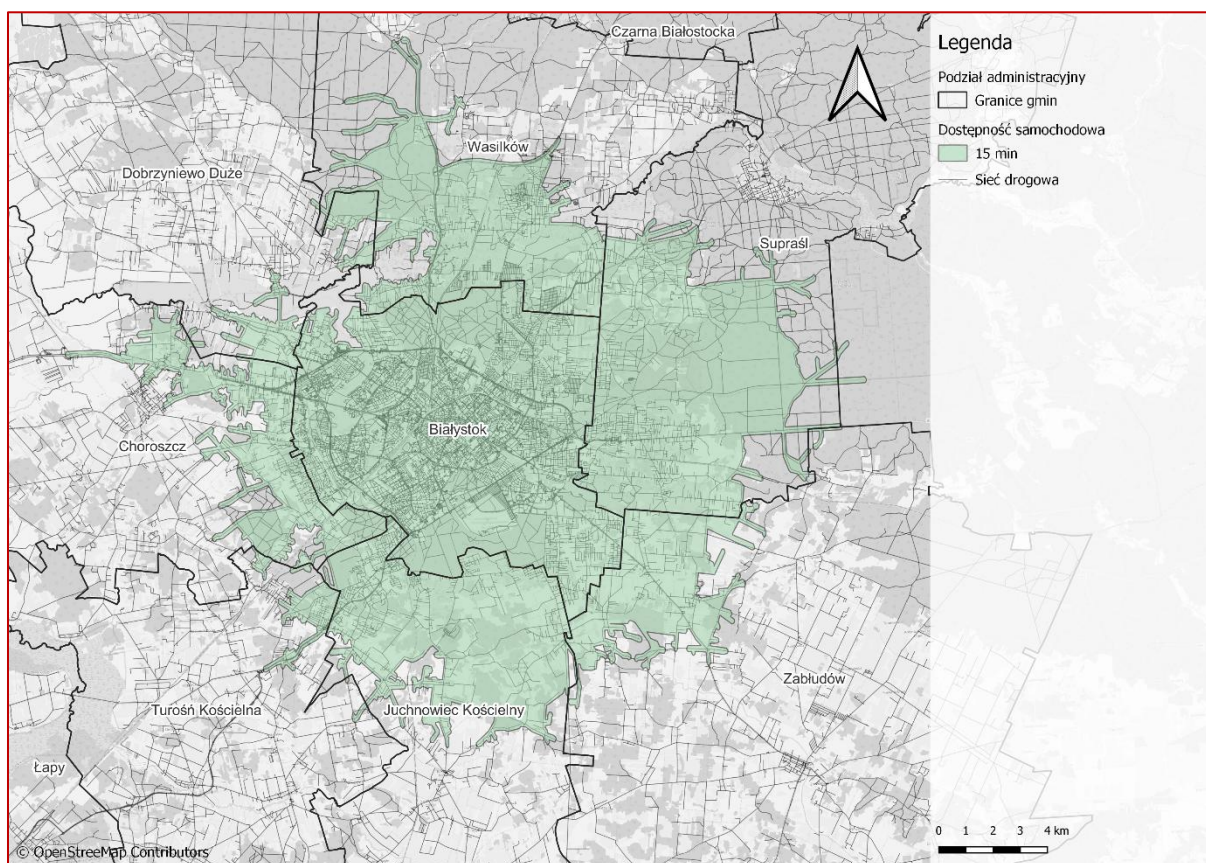 Czarna Białostocka
Wasilków
Dobrzyniewo Duże
Supraśl
Białystok
Choroszcz
Zabłudów
Turośń Kościelna
Juchnowiec Kościelny
Łapy
© OpenStreetMap Contributors
Legenda
Podział administracyjny
Granice gmin
Dostępność samochodowa
15 min
Sieć drogowa
0 1 2 3 4 km